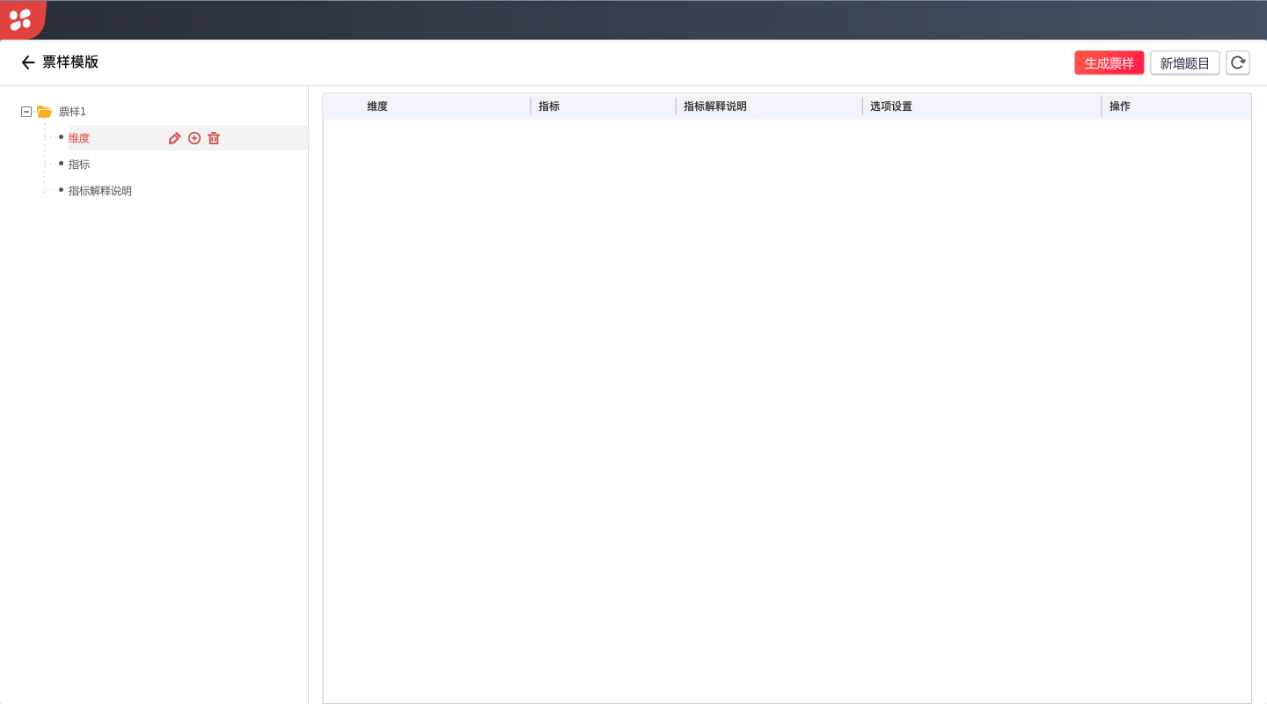 票样模版
生成票样 新增题目
票样1
维度
指标
指标解释说明
维度 指标 指标解释说明 选项设置 操作